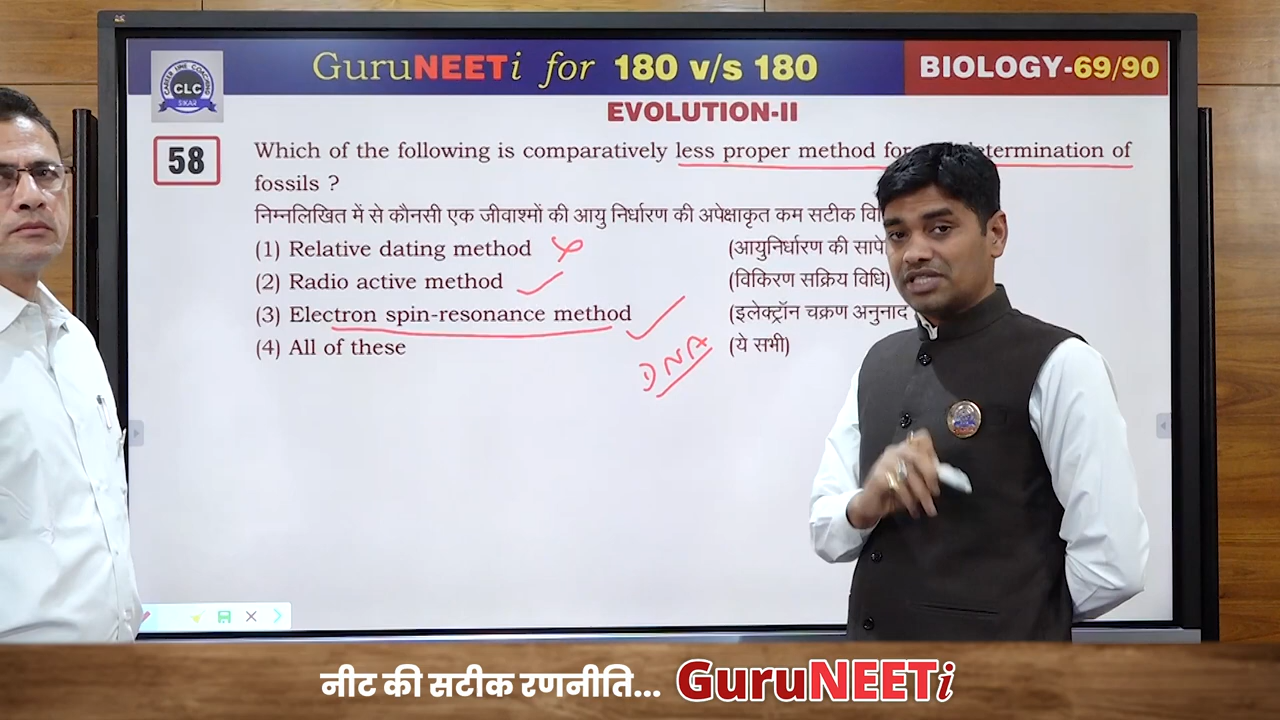 GuruNEETi for 180 v/s 180
BIOLOGY-69/90
CAREER LINE COACHING
CLC
SIKAR
EVOLUTION-II
58
Which of the following is comparatively less proper method for determination of
fossils ?
निम्नलिखित में से कौनसी एक जीवाश्मों की आयु निर्धारण की अपेक्षाकृत कम सटीक
(1) Relative dating method (आयुनिर्धारण की
(2) Radio active method (विकिरण सक्रिय विधि)
(3) Electron spin-resonance method (इलेक्ट्रॉन चक्रण अनुनाद
(4) All of these (ये सभी)
DNA
नीट की सटीक रणनीति... GuruNEETi